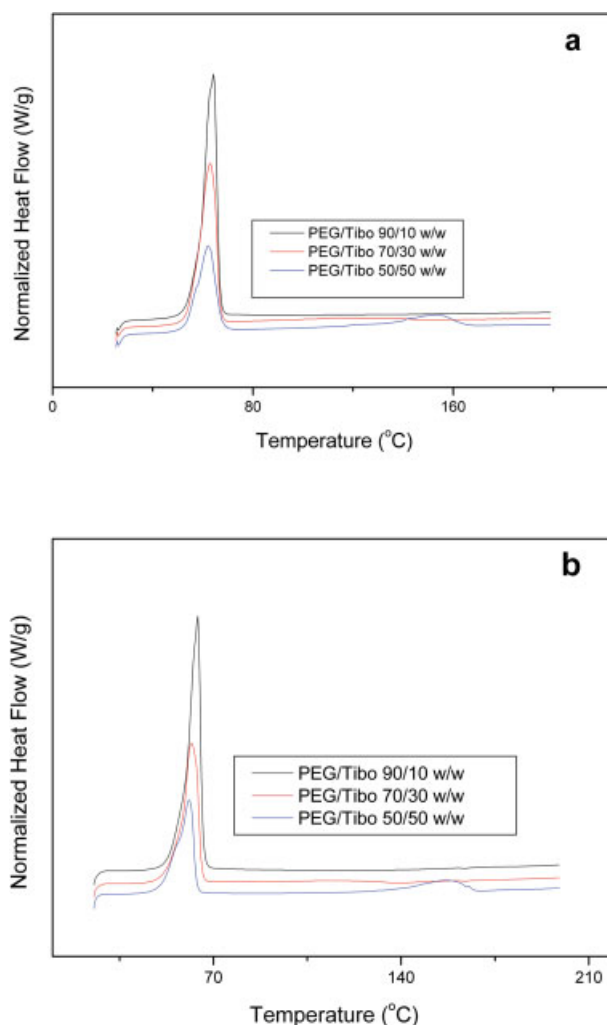 a
Normalized Heat Flow (W/g)
PEG/Tibo 90/10 w/w
PEG/Tibo 70/30 w/w
PEG/Tibo 50/50 w/w
0
80
160
Temperature (°C)
b
Normalized Heat Flow (W/g)
PEG/Tibo 90/10 w/w
PEG/Tibo 70/30 w/w
PEG/Tibo 50/50 w/w
70
140
210
Temperature (°C)